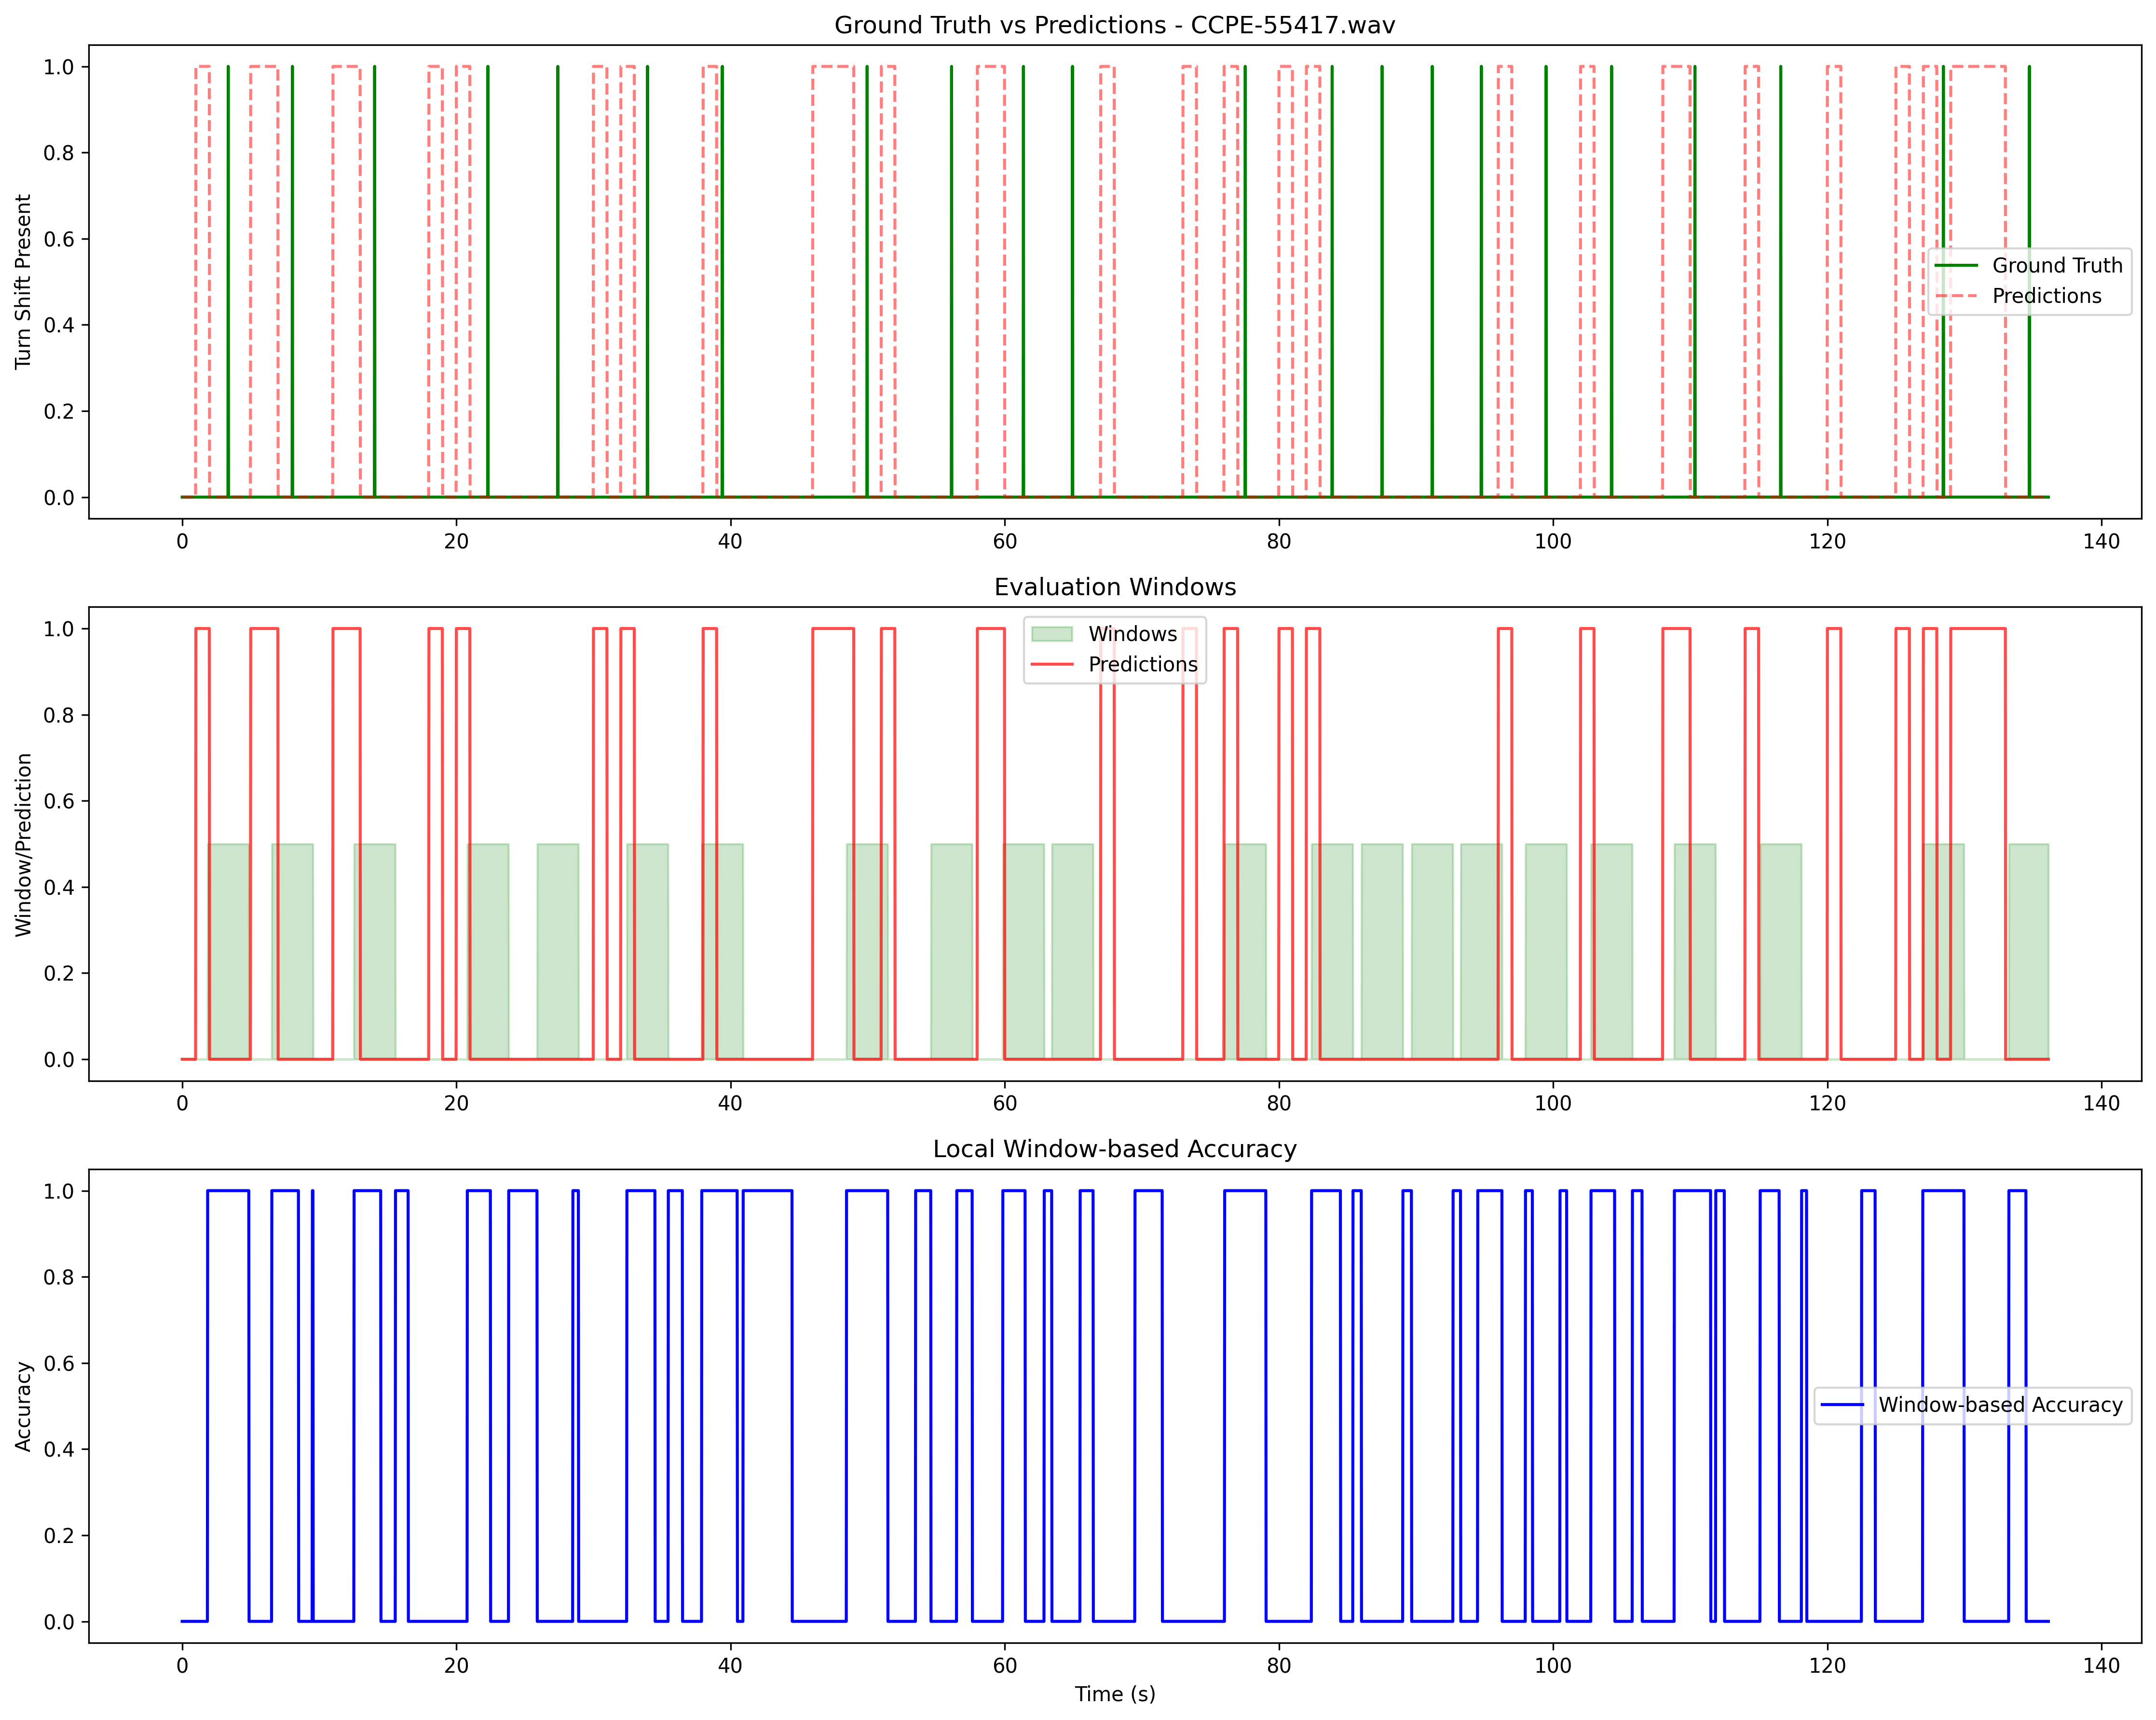 Ground Truth vs Predictions - CCPE-55417.wav
1.0
0.8
0.6
0.4
0.2
0.0
Turn Shift Present
Ground Truth
Predictions
0 20 40 60 80 100 120 140
Evaluation Windows
1.0
0.8
0.6
0.4
0.2
0.0
Window/Prediction
Windows
Predictions
0 20 40 60 80 100 120 140
Local Window-based Accuracy
1.0
0.8
0.6
0.4
0.2
0.0
Accuracy
Window-based Accuracy
0 20 40 60 80 100 120 140
Time (s)